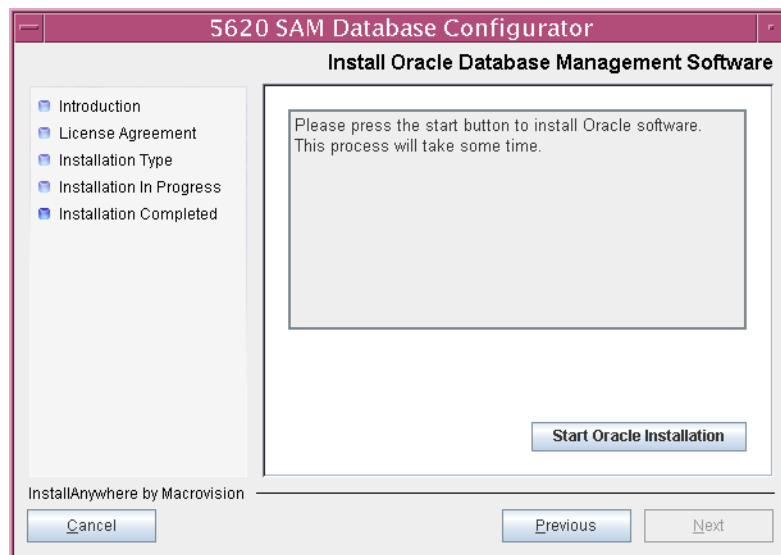 5620 SAM Database Configurator
Install Oracle Database Management Software
Introduction
License Agreement
Installation Type
Installation In Progress
Installation Completed
Please press the start button to install Oracle software.
This process will take some time.
Start Oracle Installation
InstallAnywhere by Macrovision
Cancel
Previous
Next